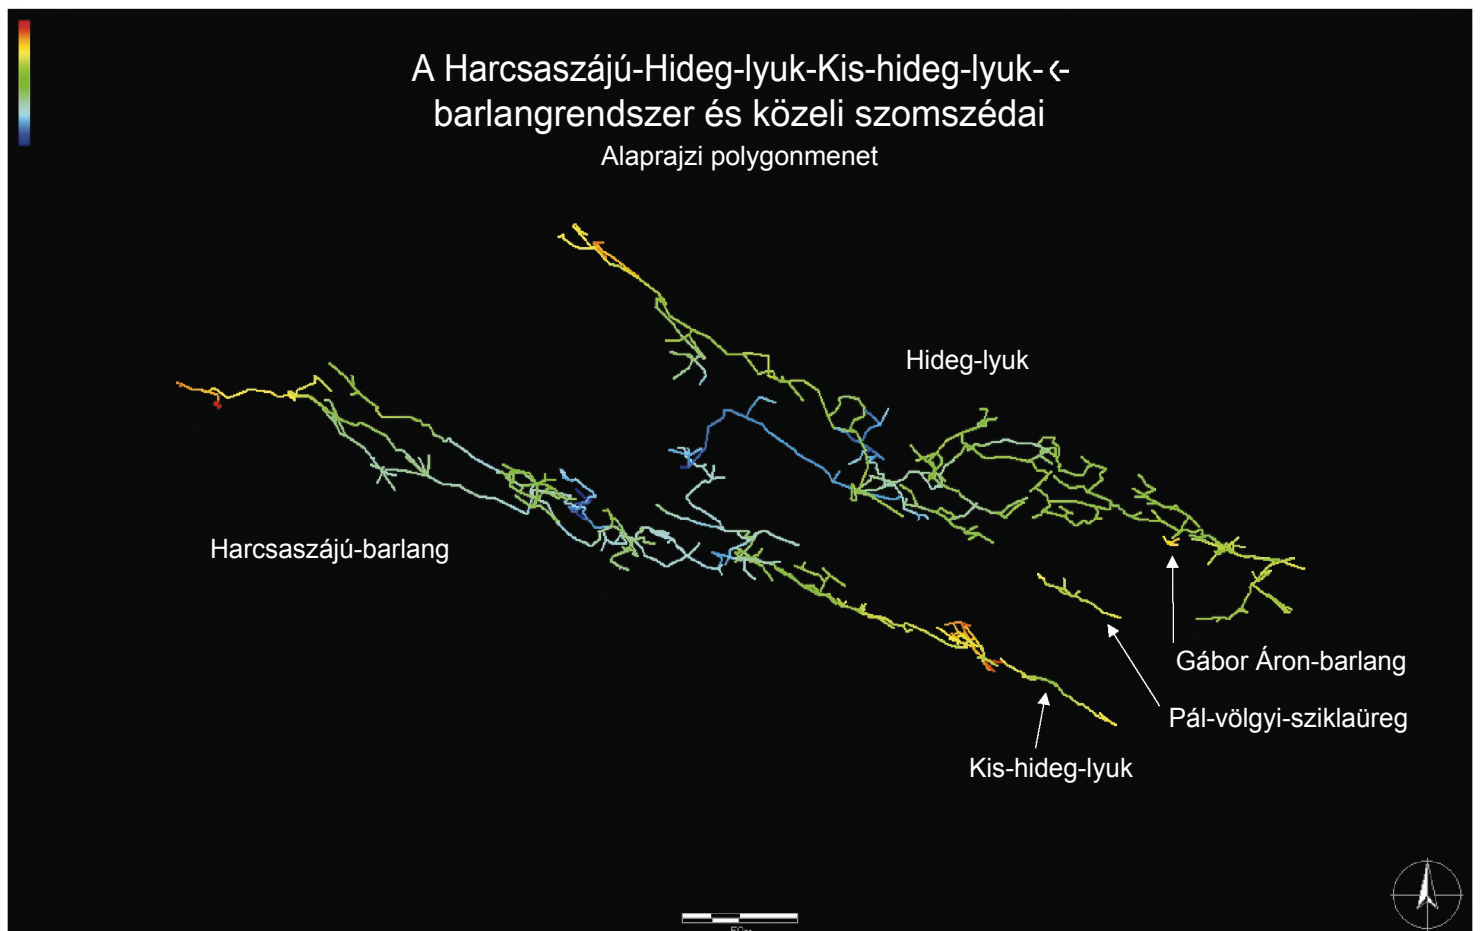 A Harcsaszájú-Hideg-lyuk-Kis-hideg-lyuk-
barlangrendszer és közeli szomszédai
Alaprajzi polygonmenet
Hideg-lyuk
Harcsaszájú-barlang
Gábor Áron-barlang
Pál-völgyi-sziklaüreg
Kis-hideg-lyuk